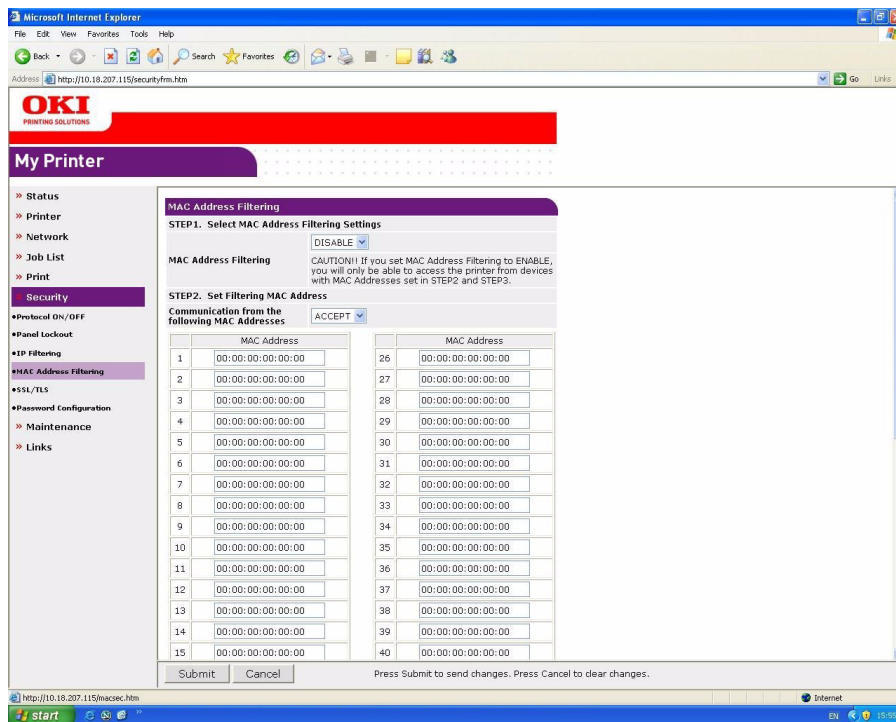 Microsoft Internet Explorer
File Edit View Favorites Tools Help
Back Search Favorites
Address http://10.18.207.115/securityfrm.htm Go Links
OKI
PRINTING SOLUTIONS
My Printer
» Status
» Printer
» Network
» Job List
» Print
Security
•Protocol ON/OFF
•Panel Lockout
•IP Filtering
•MAC Address Filtering
•SSL/TLS
•Password Configuration
» Maintenance
» Links
MAC Address Filtering
STEP1. Select MAC Address Filtering Settings
MAC Address Filtering
DISABLE
CAUTION!! If you set MAC Address Filtering to ENABLE,
you will only be able to access the printer from devices
with MAC Addresses set in STEP2 and STEP3.
STEP2. Set Filtering MAC Address
Communication from the
following MAC Addresses
ACCEPT
MAC Address MAC Address
1 00:00:00:00:00:00 26 00:00:00:00:00:00
2 00:00:00:00:00:00 27 00:00:00:00:00:00
3 00:00:00:00:00:00 28 00:00:00:00:00:00
4 00:00:00:00:00:00 29 00:00:00:00:00:00
5 00:00:00:00:00:00 30 00:00:00:00:00:00
6 00:00:00:00:00:00 31 00:00:00:00:00:00
7 00:00:00:00:00:00 32 00:00:00:00:00:00
8 00:00:00:00:00:00 33 00:00:00:00:00:00
9 00:00:00:00:00:00 34 00:00:00:00:00:00
10 00:00:00:00:00:00 35 00:00:00:00:00:00
11 00:00:00:00:00:00 36 00:00:00:00:00:00
12 00:00:00:00:00:00 37 00:00:00:00:00:00
13 00:00:00:00:00:00 38 00:00:00:00:00:00
14 00:00:00:00:00:00 39 00:00:00:00:00:00
15 00:00:00:00:00:00 40 00:00:00:00:00:00
Submit Cancel Press Submit to send changes. Press Cancel to clear changes.
http://10.18.207.115/macsec.htm Internet
start EN